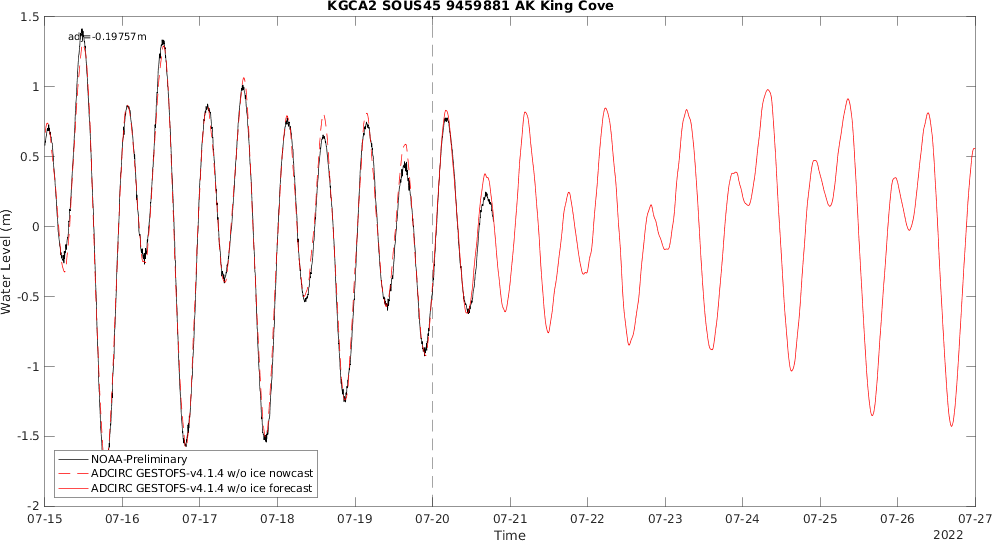 KGCA2 SOUS45 9459881 AK King Cove
1.5
adj=-0.19757m
1
0.5
0
-0.5
-1
-1.5
-2
Water Level (m)
NOAA-Preliminary
ADCIRC GESTOFS-v4.1.4 w/o ice nowcast
ADCIRC GESTOFS-v4.1.4 w/o ice forecast
07-15 07-16 07-17 07-18 07-19 07-20 07-21 07-22 07-23 07-24 07-25 07-26 07-27
Time
2022